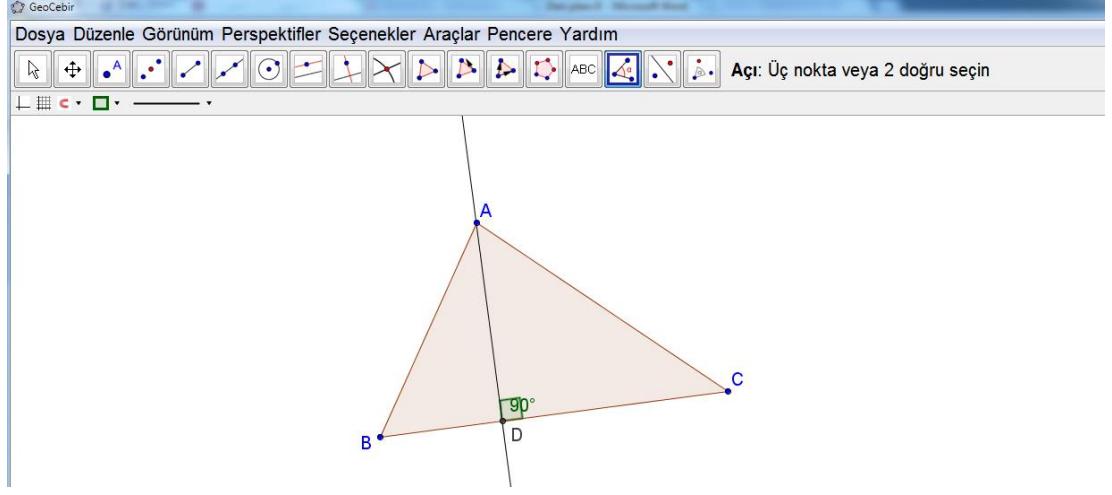 GeoCebir
Dosya Düzenle Görünüm Perspektifler Seçenekler Araçlar Pencere Yardım
A ABC α Açı: Üç nokta veya 2 doğru seçin
A
C
90°
B D